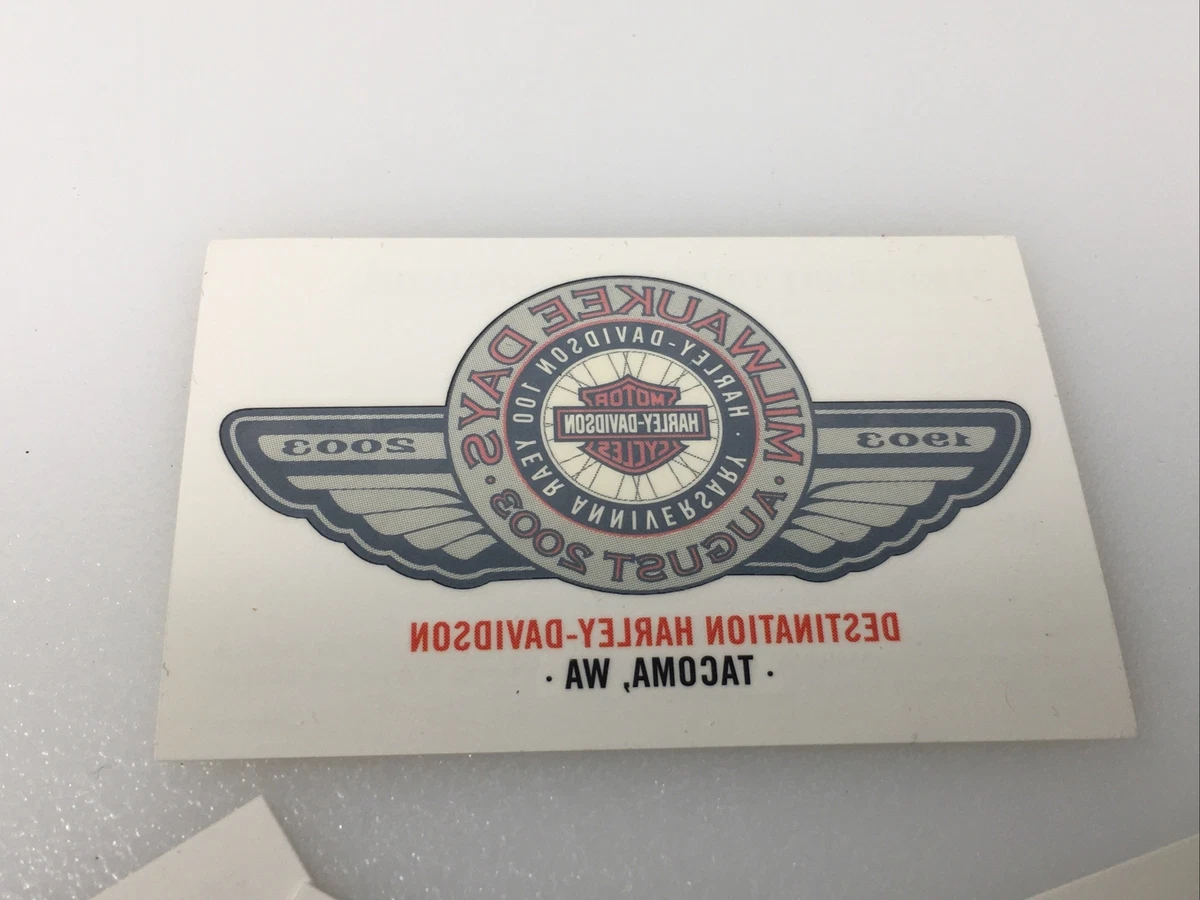 MILWAUKEE DAYS
HARLEY-DAVIDSON 100 YEAR ANNIVERSARY
MOTOR
HARLEY-DAVIDSON
CYCLES
1903
2003
· AUGUST 2003 ·
DESTINATION HARLEY-DAVIDSON
· TACOMA, WA ·